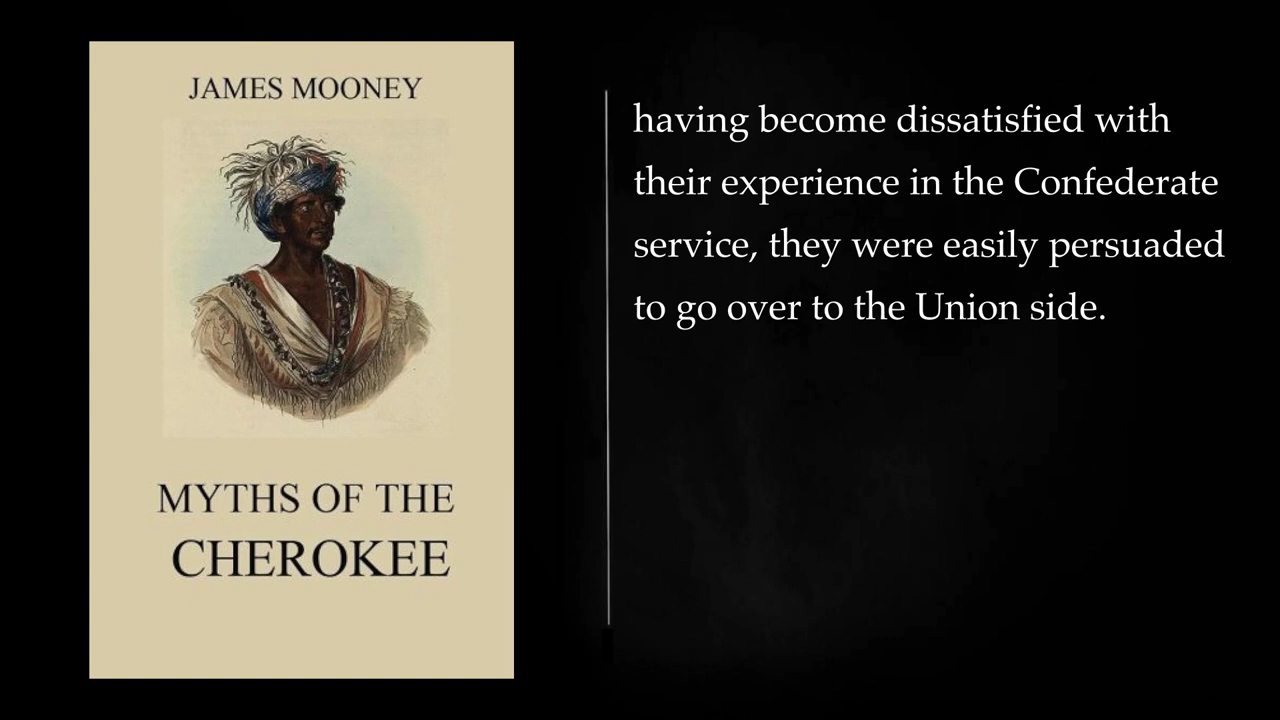 JAMES MOONEY
MYTHS OF THE
CHEROKEE
having become dissatisfied with
their experience in the Confederate
service, they were easily persuaded
to go over to the Union side.